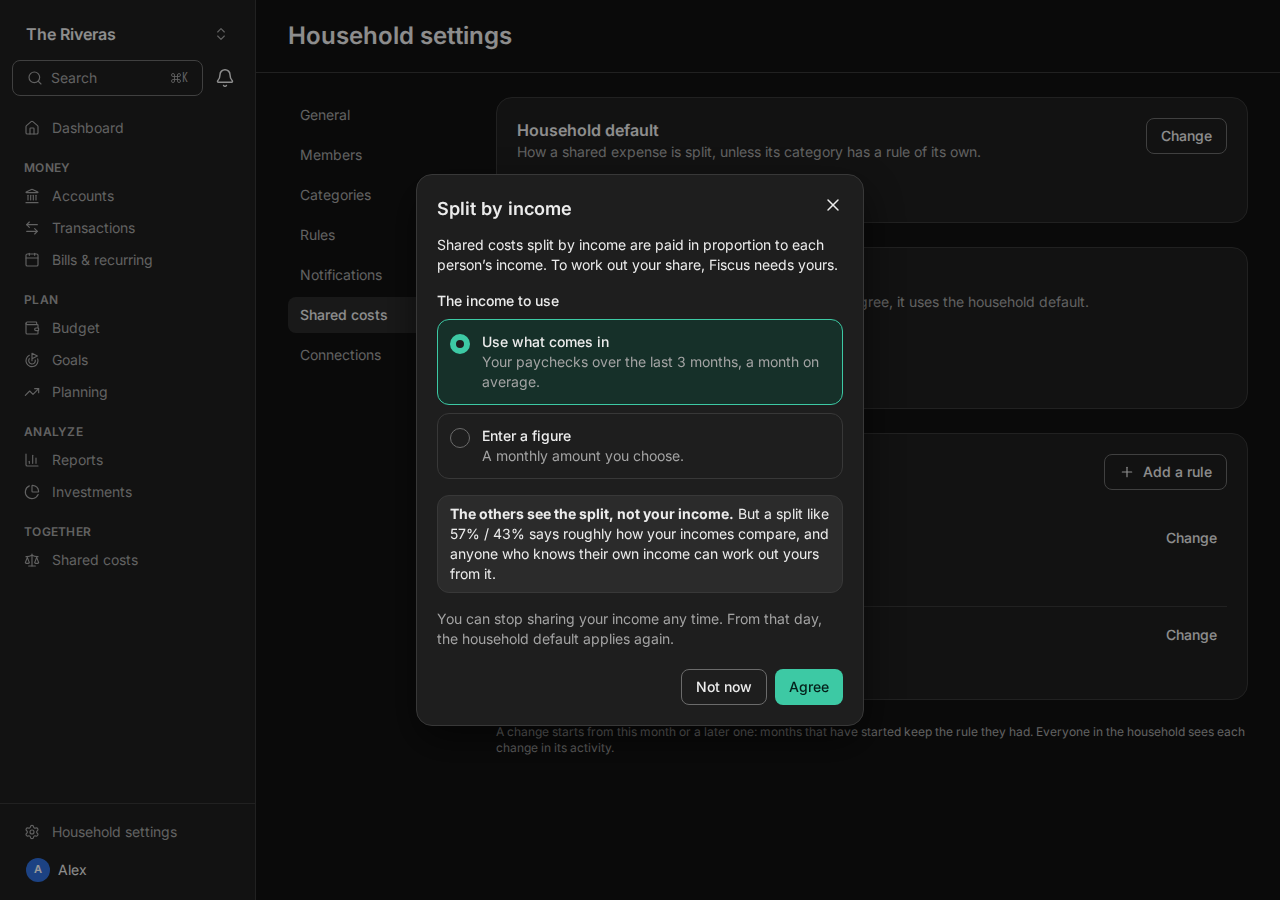 The Riveras
Search
⌘K
Dashboard
MONEY
Accounts
Transactions
Bills & recurring
PLAN
Budget
Goals
Planning
ANALYZE
Reports
Investments
TOGETHER
Shared costs
Household settings
A
Alex
Household settings
General
Members
Categories
Rules
Notifications
Shared costs
Connections
Household default
How a shared expense is split, unless its category has a rule of its own.
Change
gree, it uses the household default.
Add a rule
Change
Change
A change starts from this month or a later one: months that have started keep the rule they had. Everyone in the household sees each
change in its activity.
Split by income
Shared costs split by income are paid in proportion to each
person’s income. To work out your share, Fiscus needs yours.
The income to use
Use what comes in
Your paychecks over the last 3 months, a month on
average.
Enter a figure
A monthly amount you choose.
The others see the split, not your income. But a split like
57% / 43% says roughly how your incomes compare, and
anyone who knows their own income can work out yours
from it.
You can stop sharing your income any time. From that day,
the household default applies again.
Not now
Agree